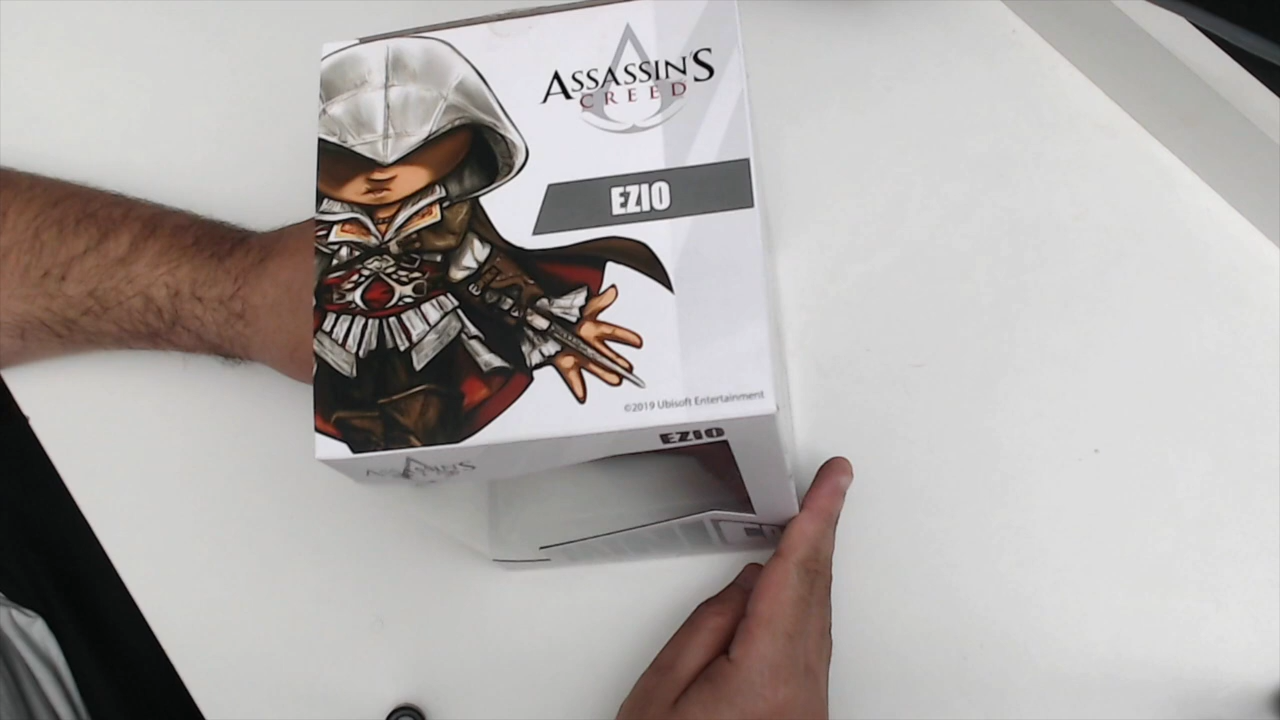 ASSASSIN'S
CREED
EZIO
©2019 Ubisoft Entertainment
EZIO